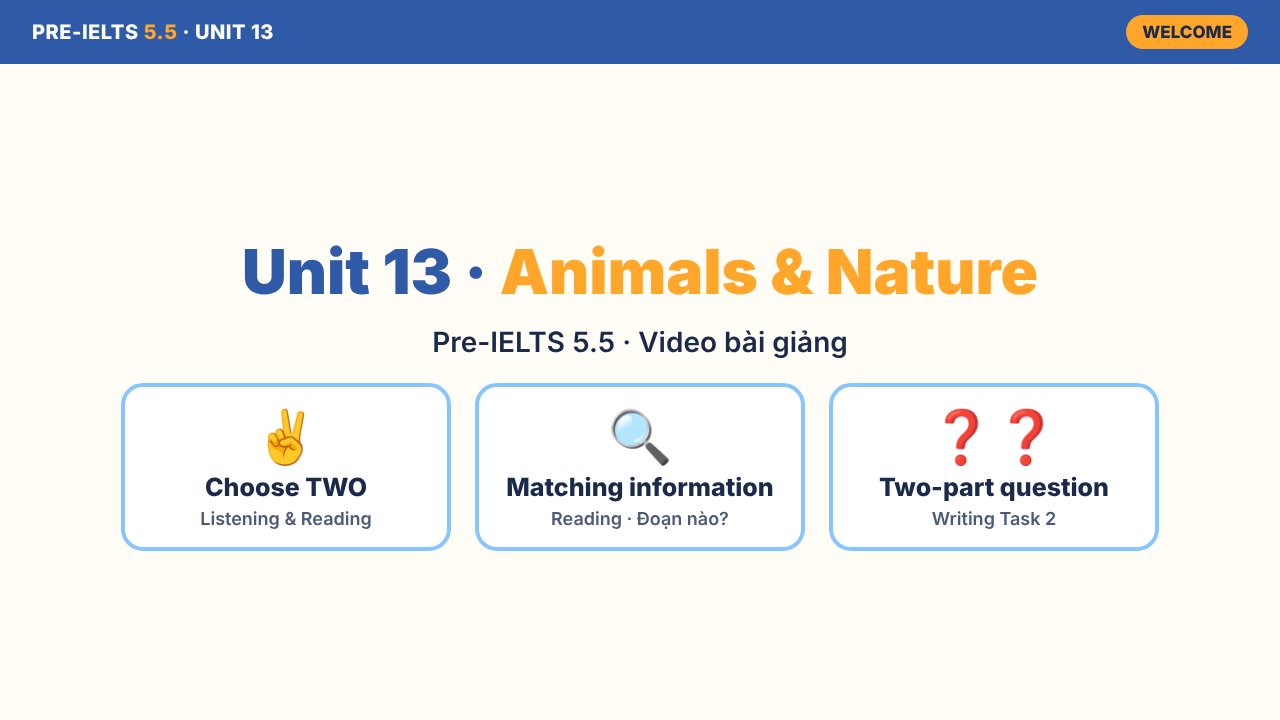 PRE-IELTS 5.5 · UNIT 13
WELCOME
Unit 13 · Animals & Nature
Pre-IELTS 5.5 · Video bài giảng
Choose TWO
Listening & Reading
Matching information
Reading · Đoạn nào?
❓❓
Two-part question
Writing Task 2